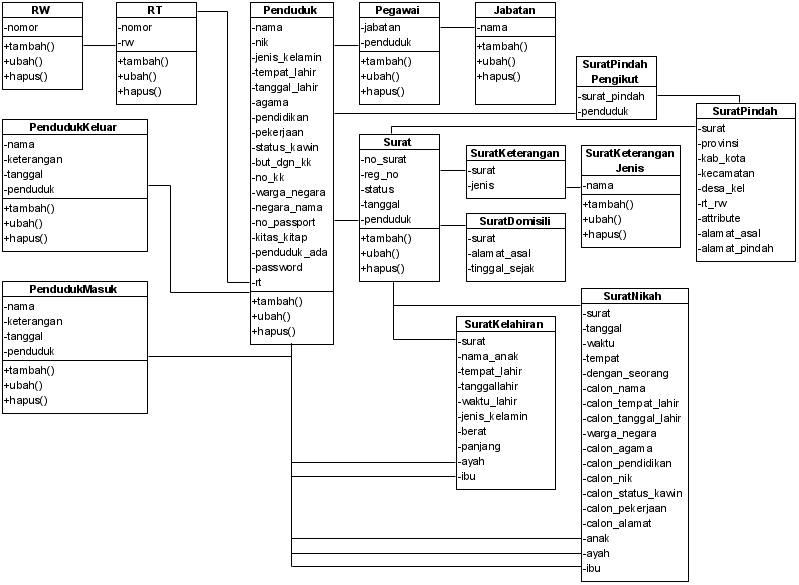 RW
-nomor
+tambah()
+ubah()
+hapus()
RT
-nomor
-rw
+tambah()
+ubah()
+hapus()
Penduduk
-nama
-nik
-jenis_kelamin
-tempat_lahir
-tanggal_lahir
-agama
-pendidikan
-pekerjaan
-status_kawin
-but_dgn_kk
-no_kk
-warga_negara
-negara_nama
-no_passport
-kitas_kitap
-penduduk_ada
-password
-rt
+tambah()
+ubah()
+hapus()
Pegawai
-jabatan
-penduduk
+tambah()
+ubah()
+hapus()
Jabatan
-nama
+tambah()
+ubah()
+hapus()
SuratPindah
Pengikut
-surat_pindah
-penduduk
SuratPindah
-surat
-provinsi
-kab_kota
-kecamatan
-desa_kel
-rt_rw
-attribute
-alamat_asal
-alamat_pindah
PendudukKeluar
-nama
-keterangan
-tanggal
-penduduk
+tambah()
+ubah()
+hapus()
Surat
-no_surat
-reg_no
-status
-tanggal
-penduduk
+tambah()
+ubah()
+hapus()
SuratKeterangan
-surat
-jenis
SuratKeterangan
Jenis
-nama
+tambah()
+ubah()
+hapus()
SuratDomisili
-surat
-alamat_asal
-tinggal_sejak
PendudukMasuk
-nama
-keterangan
-tanggal
-penduduk
+tambah()
+ubah()
+hapus()
SuratKelahiran
-surat
-nama_anak
-tempat_lahir
-tanggallahir
-waktu_lahir
-jenis_kelamin
-berat
-panjang
-ayah
-ibu
SuratNikah
-surat
-tanggal
-waktu
-tempat
-dengan_seorang
-calon_nama
-calon_tempat_lahir
-calon_tanggal_lahir
-warga_negara
-calon_agama
-calon_pendidikan
-calon_nik
-calon_status_kawin
-calon_pekerjaan
-calon_alamat
-anak
-ayah
-ibu